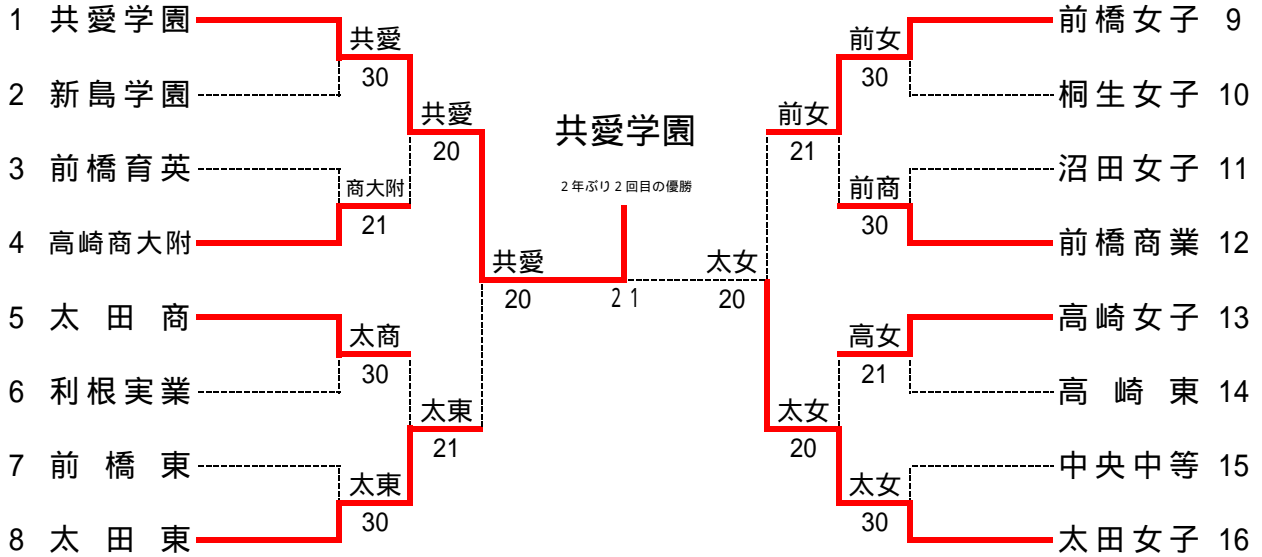 1 共愛学園
2 新島学園
3 前橋育英
4 高崎商大附
5 太田商
6 利根実業
7 前橋東
8 太田東
共愛
30
商大附
21
太商
30
太東
30
共愛
20
太東
21
共愛
20
共愛学園
2年ぶり2回目の優勝
21
太女
20
前女
21
太女
20
前女
30
前商
30
高女
21
太女
30
前橋女子 9
桐生女子 10
沼田女子 11
前橋商業 12
高崎女子 13
高崎東 14
中央中等 15
太田女子 16